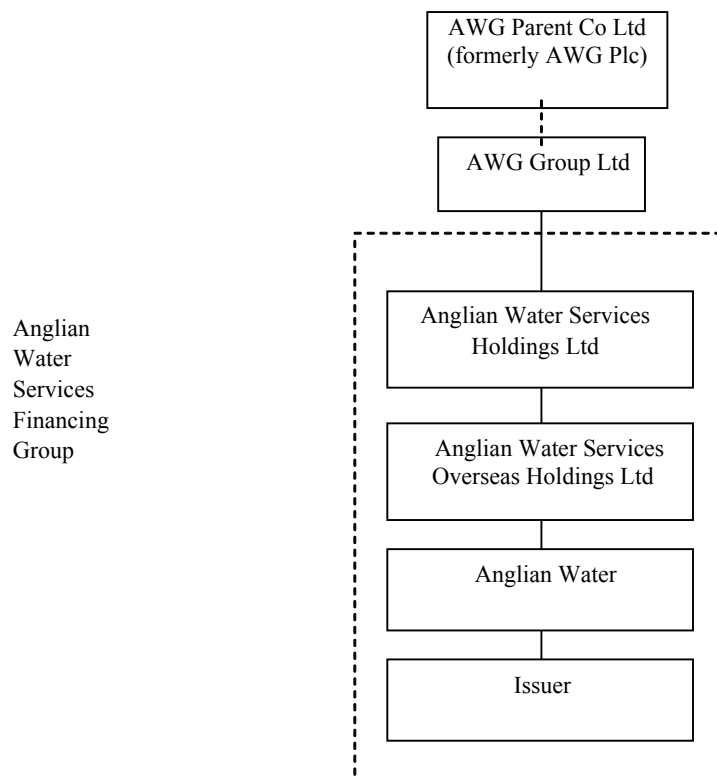 AWG Parent Co Ltd
(formerly AWG Plc)
AWG Group Ltd
Anglian Water Services
Holdings Ltd
Anglian
Water
Services
Financing
Group
Anglian Water Services
Overseas Holdings Ltd
Anglian Water
Issuer